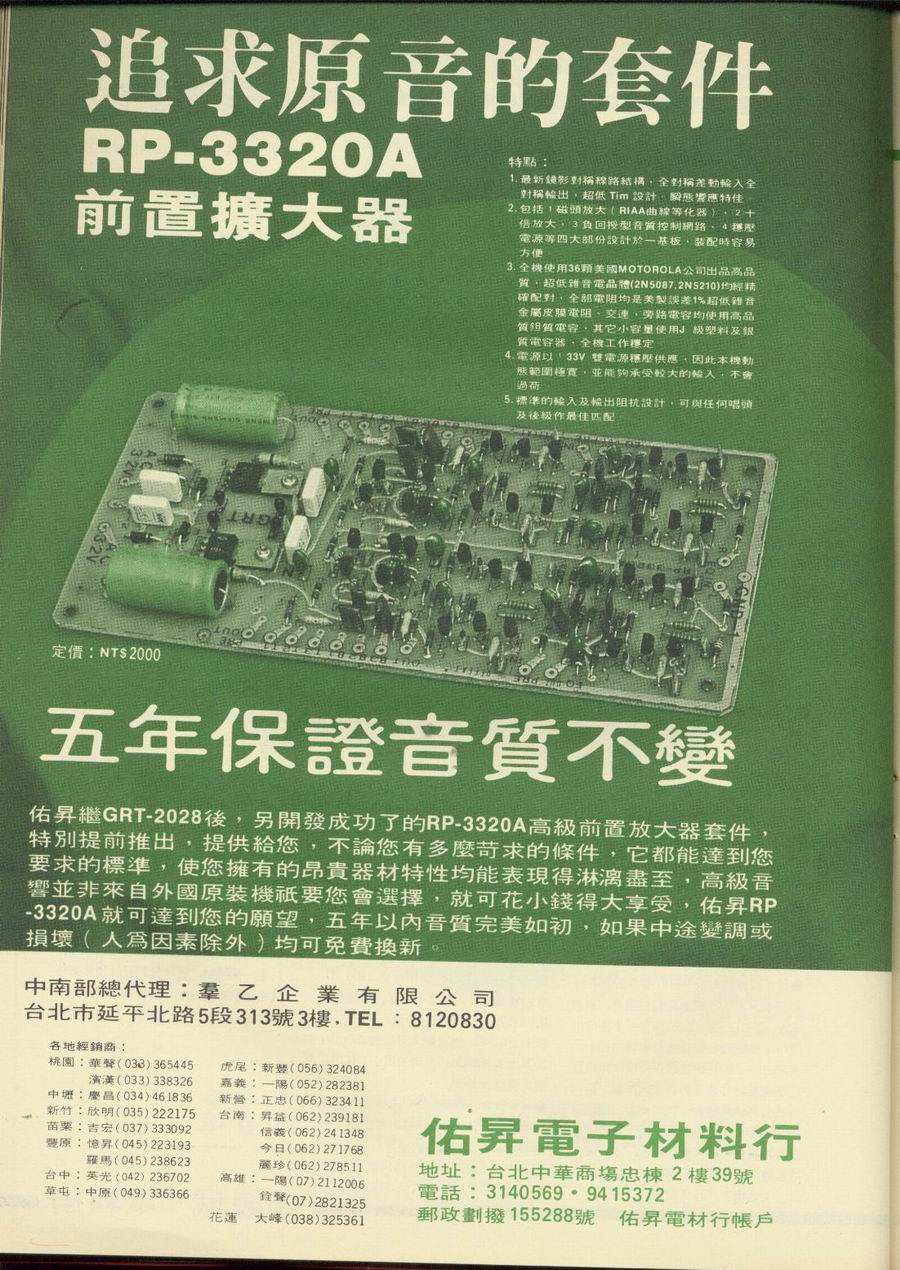 追求原音的套件
RP-3320A
前置擴大器
特點：
1. 最新鏡影對稱線路結構，全對稱差動輸入全
對稱輸出，超低 Tim 設計，瞬態響應特佳
2. 包括 1 磁頭放大（RIAA曲線等化器）、2 十
倍放大，3 負回授型音質控制網路、4 穩壓
電源等四大部份設計於一基板，裝配時容易
方便
3. 全機使用36顆美國MOTOROLA公司出品高品
質，超低雜音電晶體(2N5087,2N5210)均經精
確配對，全部電阻均是美製誤差1%超低雜音
金屬皮膜電阻，交連，旁路電容均使用高品
質鉭質電容，其它小容量使用J 級塑料及銀
質電容器，全機工作穩定
4. 電源以 33V 雙電源穩壓供應，因此本機動
態範圍極寬，並能夠承受較大的輸入，不會
過荷
5. 標準的輸入及輸出阻抗設計，可與任何唱頭
及後級作最佳匹配
GRT
定價：NT$2000
五年保證音質不變
佑昇繼GRT-2028後，另開發成功了的RP-3320A高級前置放大器套件，
特別提前推出，提供給您，不論您有多麼苛求的條件，它都能達到您
要求的標準，使您擁有的昂貴器材特性均能表現得淋漓盡至，高級音
響並非來自外國原裝機祇要您會選擇，就可花小錢得大享受，佑昇RP
-3320A就可達到您的願望，五年以內音質完美如初，如果中途變調或
損壞（人爲因素除外）均可免費換新。
中南部總代理：羣乙企業有限公司
台北市延平北路5段313號3樓，TEL：8120830
各地經銷商：
桃園：華聲(033)365445
濱漢(033)338326
中壢：慶昌(034)461836
新竹：欣明(035)222175
苗栗：吉宏(037)333092
豐原：憶昇(045)223193
羅馬(045)238623
台中：英光(042)236702
草屯：中原(049)336366
虎尾：新豐(056)324084
嘉義：一陽(052)282381
新營：正忠(066)323411
台南：昇益(062)239181
信義(062)241348
今日(062)271768
麗珍(062)278511
高雄：一陽(07)2112006
銓聲(07)2821325
花蓮 大峰(038)325361
佑昇電子材料行
地址：台北中華商場忠棟2樓39號
電話：3140569・9415372
郵政劃撥155288號 佑昇電材行帳戶